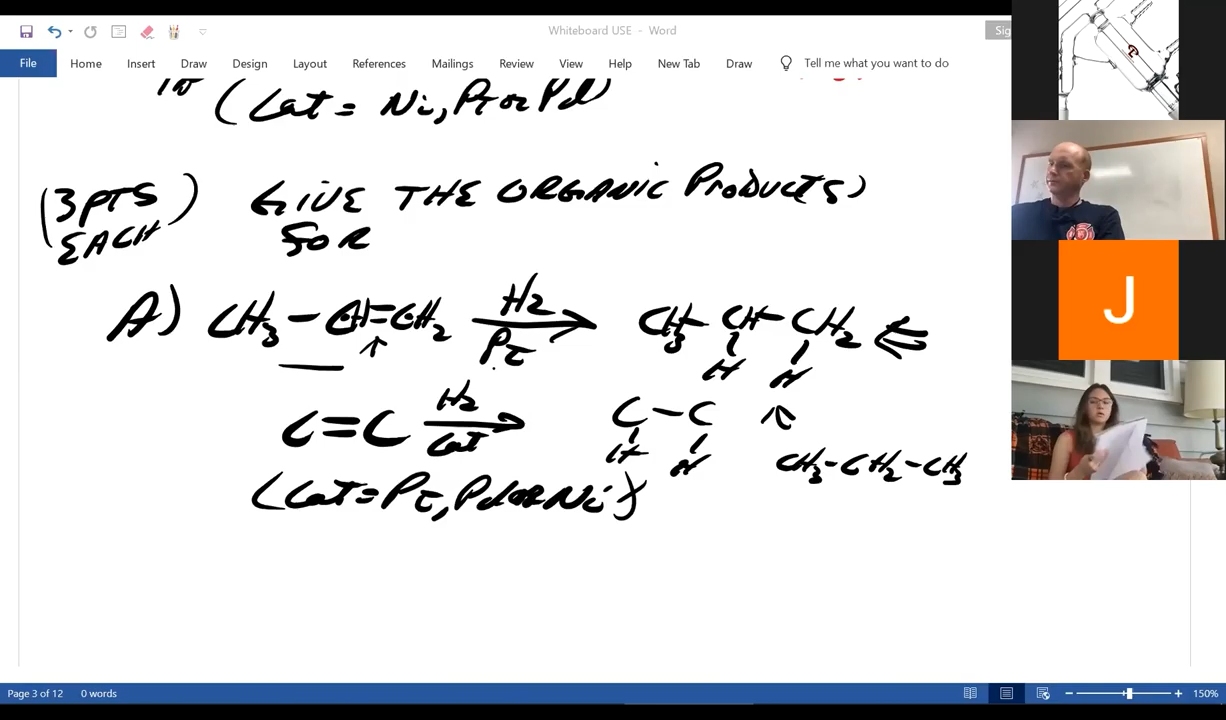 Whiteboard USE - Word
File Home Insert Draw Design Layout References Mailings Review View Help New Tab Draw Tell me what you want to do
(Cat = Ni, Pt or Pd)
(3 PTS EACH) GIVE THE ORGANIC PRODUCT(S)
FOR
A) CH3 - CH=CH2 H2 Pt → CH3 - CH - CH2
H H
C=C H2 Cat → C - C
H H
CH3-CH2-CH3
(Cat = Pt, Pd or Ni)
J
Page 3 of 12 0 words 150%